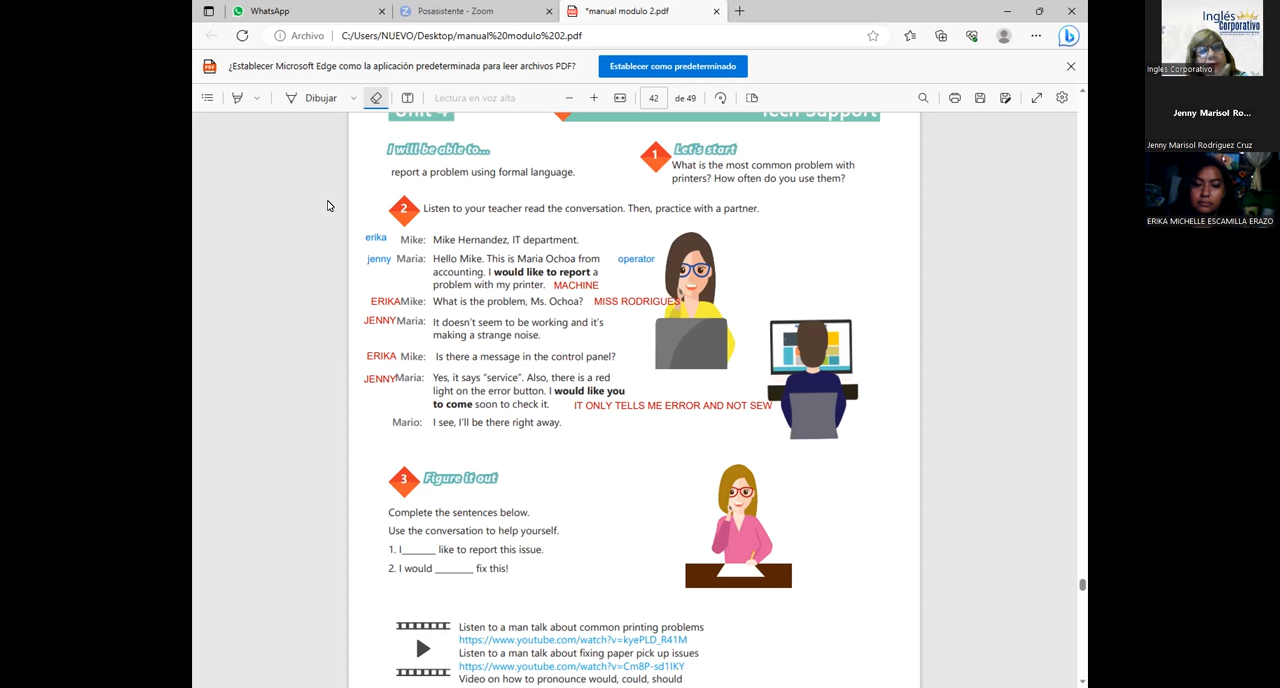 WhatsApp
Posasistente - Zoom
*manual modulo 2.pdf
Archivo
C:/Users/NUEVO/Desktop/manual%20modulo%202.pdf
¿Establecer Microsoft Edge como la aplicación predeterminada para leer archivos PDF?
Establecer como predeterminado
Dibujar
Lectura en voz alta
42
de 49
Unit 4
Tech Support
I will be able to...
report a problem using formal language.
1
Let's start
What is the most common problem with
printers? How often do you use them?
2
Listen to your teacher read the conversation. Then, practice with a partner.
erika Mike: Mike Hernandez, IT department.
jenny Maria: Hello Mike. This is Maria Ochoa from operator
accounting. I would like to report a
problem with my printer. MACHINE
ERIKA Mike: What is the problem, Ms. Ochoa? MISS RODRIGUES
JENNY Maria: It doesn't seem to be working and it's
making a strange noise.
ERIKA Mike: Is there a message in the control panel?
JENNY Maria: Yes, it says "service". Also, there is a red
light on the error button. I would like you
to come soon to check it. IT ONLY TELLS ME ERROR AND NOT SEW
Mario: I see, I'll be there right away.
3
Figure it out
Complete the sentences below.
Use the conversation to help yourself.
1. I______ like to report this issue.
2. I would _______ fix this!
Listen to a man talk about common printing problems
https://www.youtube.com/watch?v=kyePLD_R41M
Listen to a man talk about fixing paper pick up issues
https://www.youtube.com/watch?v=Cm8P-sd1IKY
Video on how to pronounce would, could, should
Inglés
Corporativo
Inglés Corporativo
Jenny Marisol Ro...
Jenny Marisol Rodriguez Cruz
ERIKA MICHELLE ESCAMILLA ERAZO